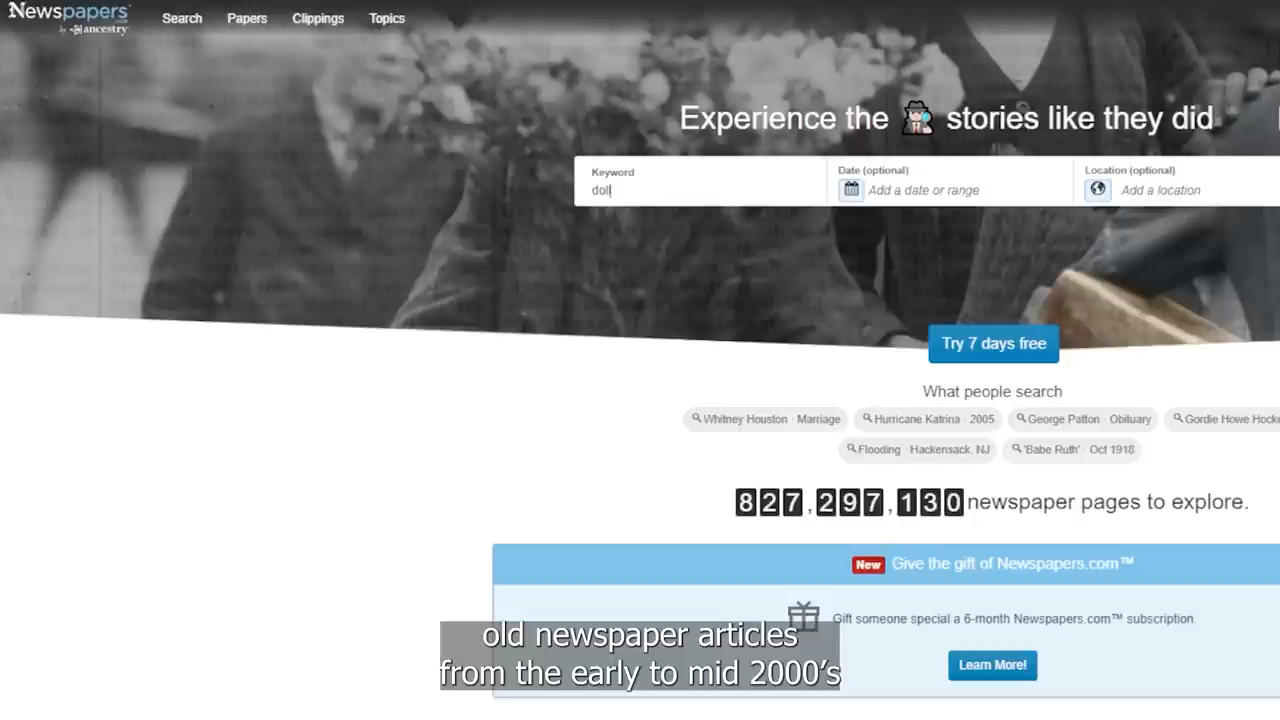 Newspapers
by ancestry
Search Papers Clippings Topics
Experience the stories like they did
Keyword Date (optional) Location (optional)
doll Add a date or range Add a location
Try 7 days free
What people search
Whitney Houston · Marriage Hurricane Katrina · 2005 George Patton · Obituary Gordie Howe Hocke
Flooding · Hackensack, NJ 'Babe Ruth' · Oct 1918
827,297,130 newspaper pages to explore.
New Give the gift of Newspapers.com™
Gift someone special a 6-month Newspapers.com™ subscription.
old newspaper articles
from the early to mid 2000's
Learn More!